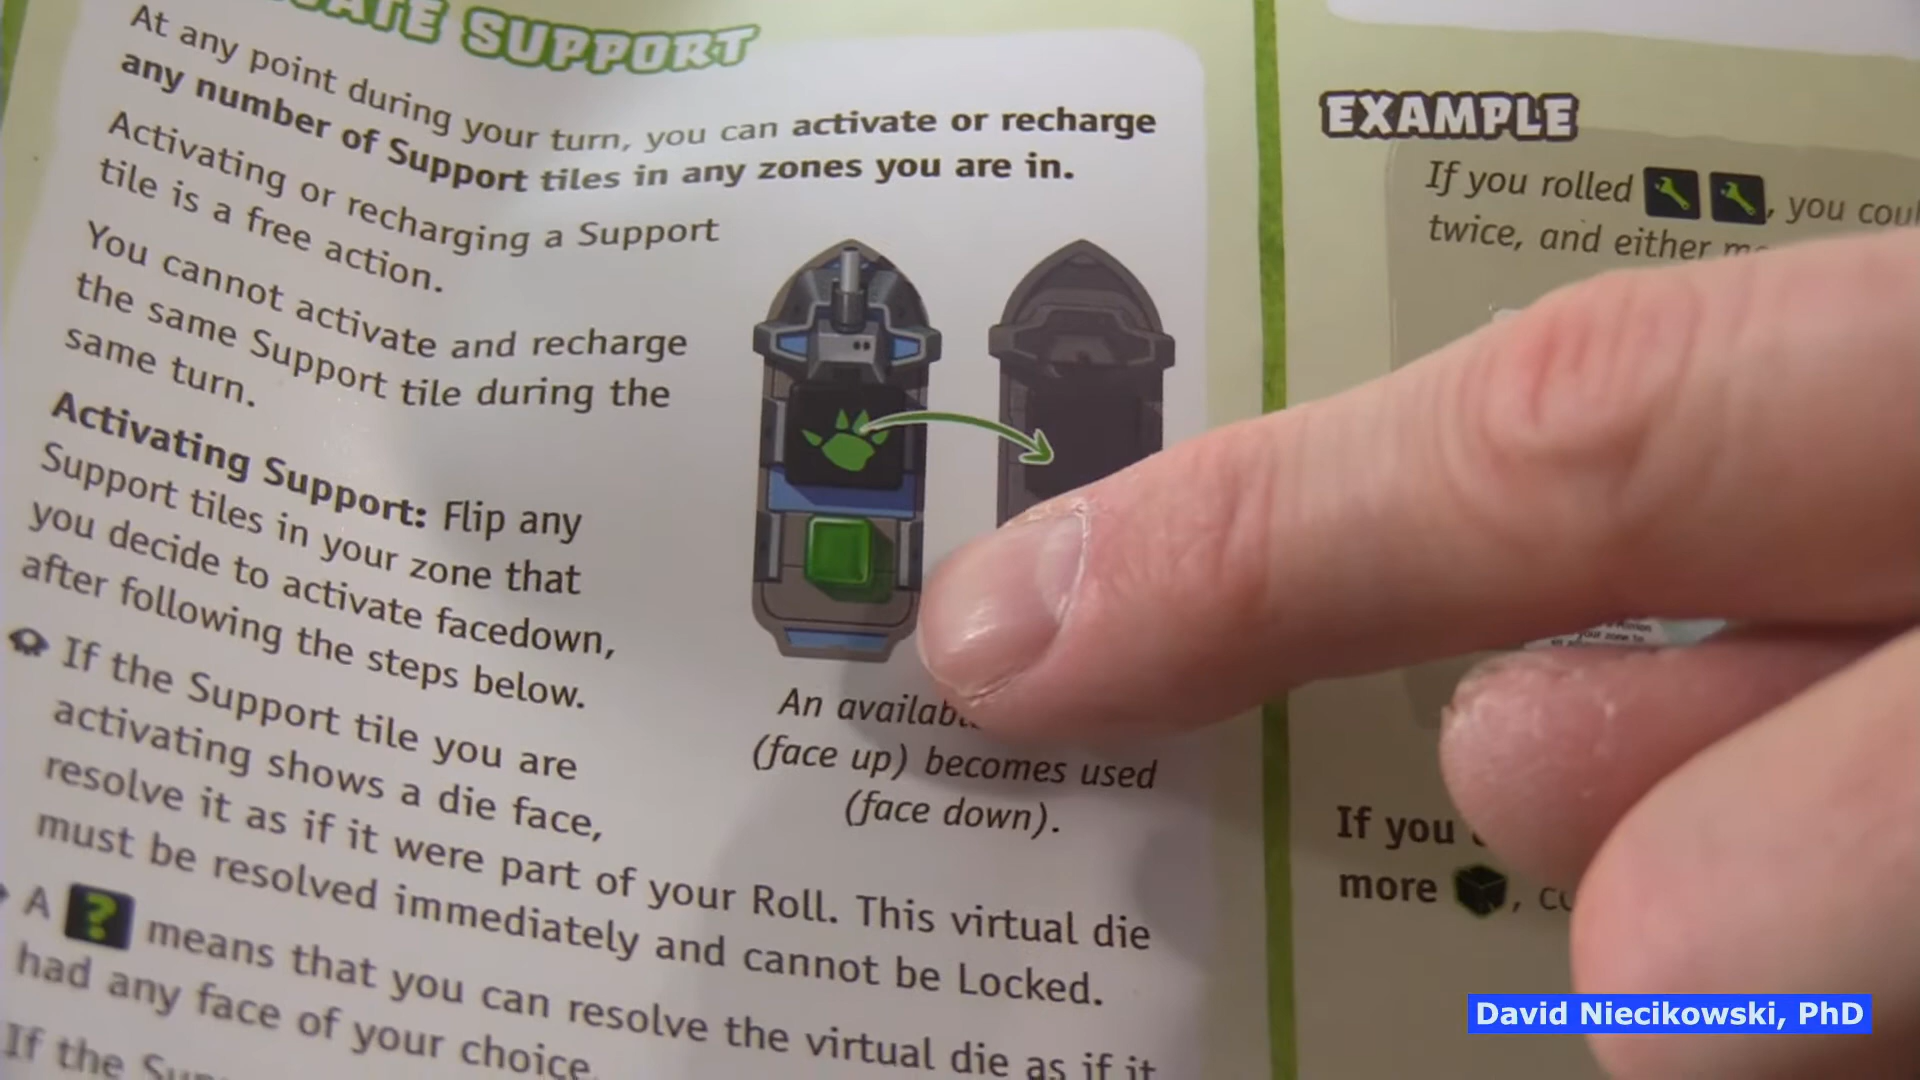 SUPPORT
At any point during your turn, you can activate or recharge
any number of Support tiles in any zones you are in.
Activating or recharging a Support
tile is a free action.
You cannot activate and recharge
the same Support tile during the
same turn.
Activating Support: Flip any
Support tiles in your zone that
you decide to activate facedown,
after following the steps below.
If the Support tile you are
activating shows a die face,
resolve it as if it were part of your Roll. This virtual die
must be resolved immediately and cannot be Locked.
A ? means that you can resolve the virtual die as if it
had any face of your choice.
If the
An
(face up) becomes used
(face down).
EXAMPLE
If you rolled , you
twice, and either
your zone to
If you
more ,
David Niecikowski, PhD